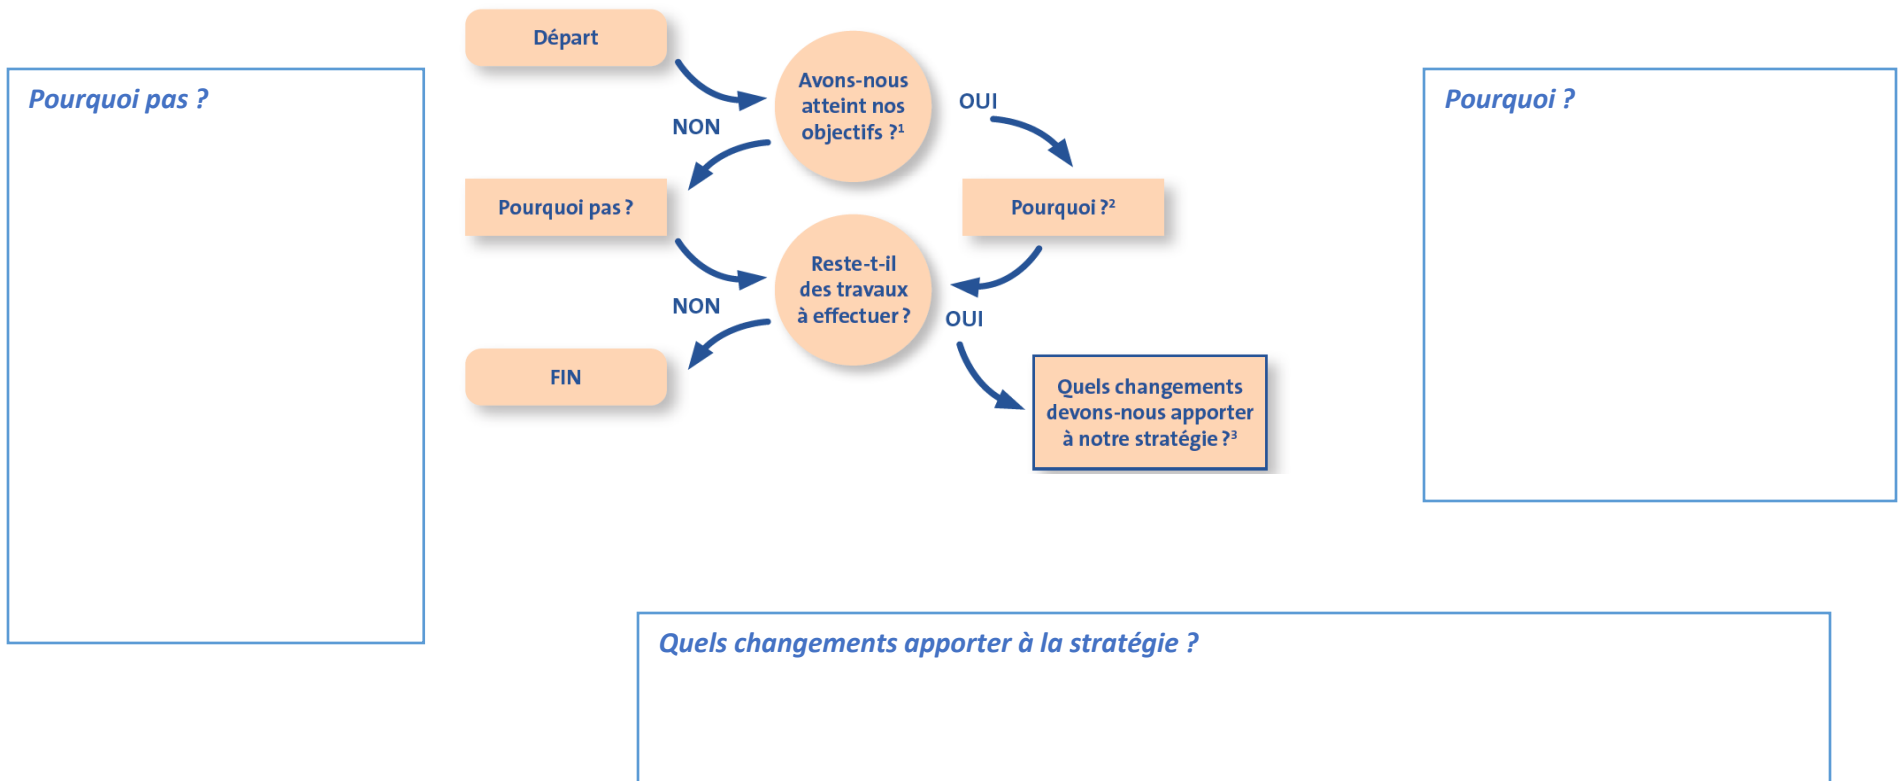 Départ
Avons-nous
atteint nos
objectifs ?¹
OUI
NON
Pourquoi pas ?
Pourquoi ?
Pourquoi pas ?
Pourquoi ?²
Reste-t-il
des travaux
à effectuer ?
NON
OUI
FIN
Quels changements
devons-nous apporter
à notre stratégie ?³
Quels changements apporter à la stratégie ?